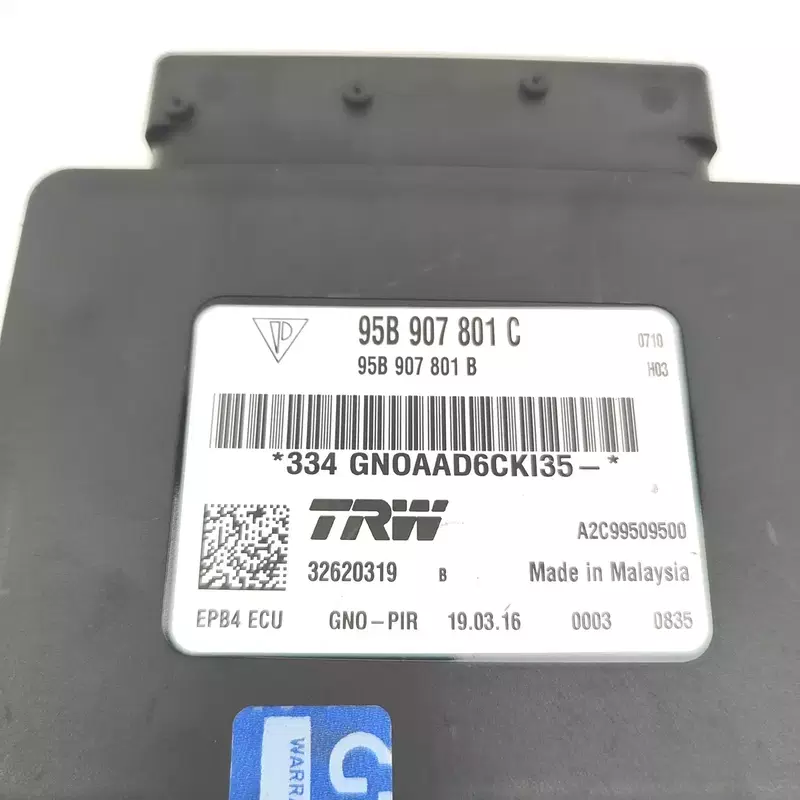 95B 907 801 C 0710
95B 907 801 B H03
*334 GNOAAD6CKI35-*
TRW A2C99509500
32620319 B Made in Malaysia
EPB4 ECU GNO-PIR 19.03.16 0003 0835